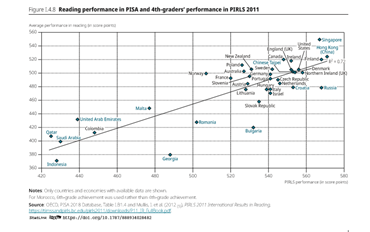 Figure I.4.8 Reading performance in PISA and 4th-graders' performance in PIRLS 2011
Average performance in reading (in score points)
560
540
520
500
480
460
440
420
400
380
360
420
440
460
480
500
520
540
560
580
PIRLS performance (in score points)
Singapore
Hong Kong
(China)
United
States
England (UK)
Finland
Canada
New Zealand
Chinese Taipei
Poland
Sweden
Denmark
Northern Ireland (UK)
Norway
Australia
Germany
France
Portugal
Czech Republic
Slovenia
Austria
Netherlands
Lithuania
Hungary
Italy
Croatia
Russia
Israel
Malta
Slovak Republic
United Arab Emirates
Romania
Bulgaria
Colombia
Qatar
Saudi Arabia
Georgia
Indonesia
Notes: Only countries and economies with available data are shown.
For Morocco, 6th-grade achievement was used rather than 4th-grade achievement.
Source: OECD, PISA 2018 Database, Table I.B1.4 and Mullis, I. et al. (2012), PIRLS 2011 International Results in Reading,